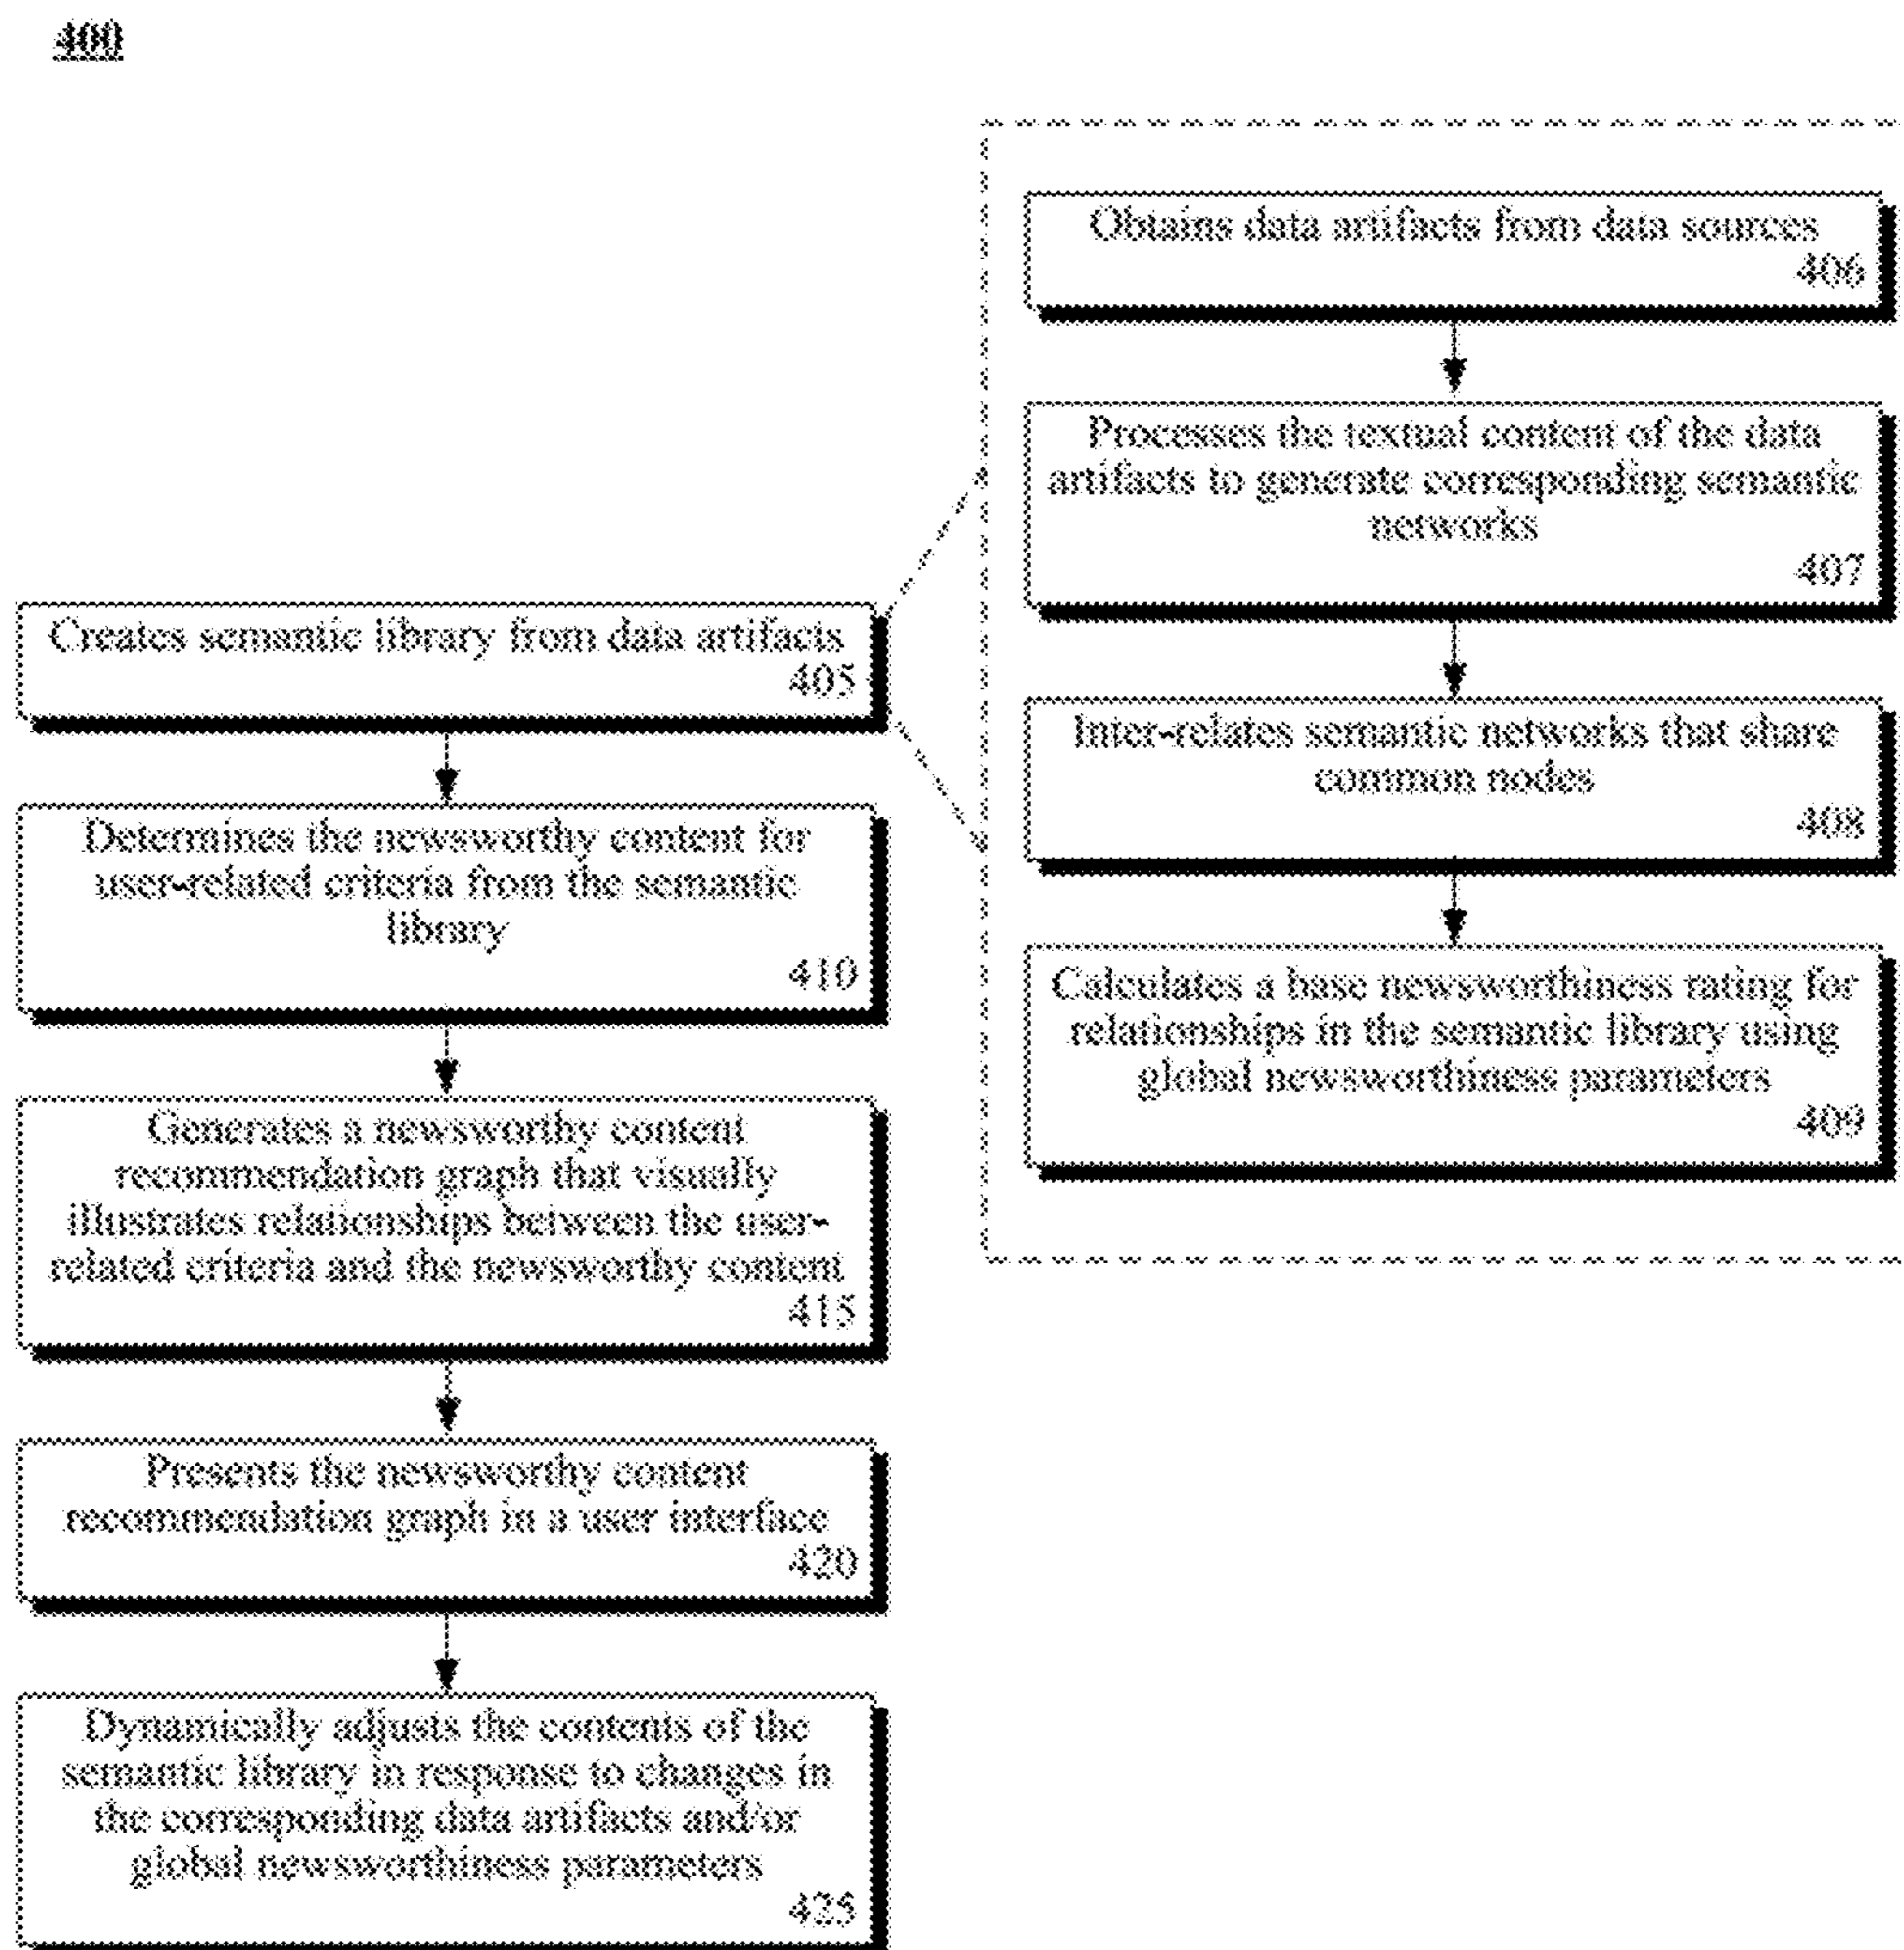 400
Obtains data artifacts from data sources
406
Processes the textual content of the data
artifacts to generate corresponding semantic
networks
407
Inter-relates semantic networks that share
common nodes
408
Calculates a base newsworthiness rating for
relationships in the semantic library using
global newsworthiness parameters
409
Creates semantic library from data artifacts
405
Determines the newsworthy content for
user-related criteria from the semantic
library
410
Generates a newsworthy content
recommendation graph that visually
illustrates relationships between the user-
related criteria and the newsworthy content
415
Presents the newsworthy content
recommendation graph in a user interface
420
Dynamically adjusts the contents of the
semantic library in response to changes in
the corresponding data artifacts and/or
global newsworthiness parameters
425